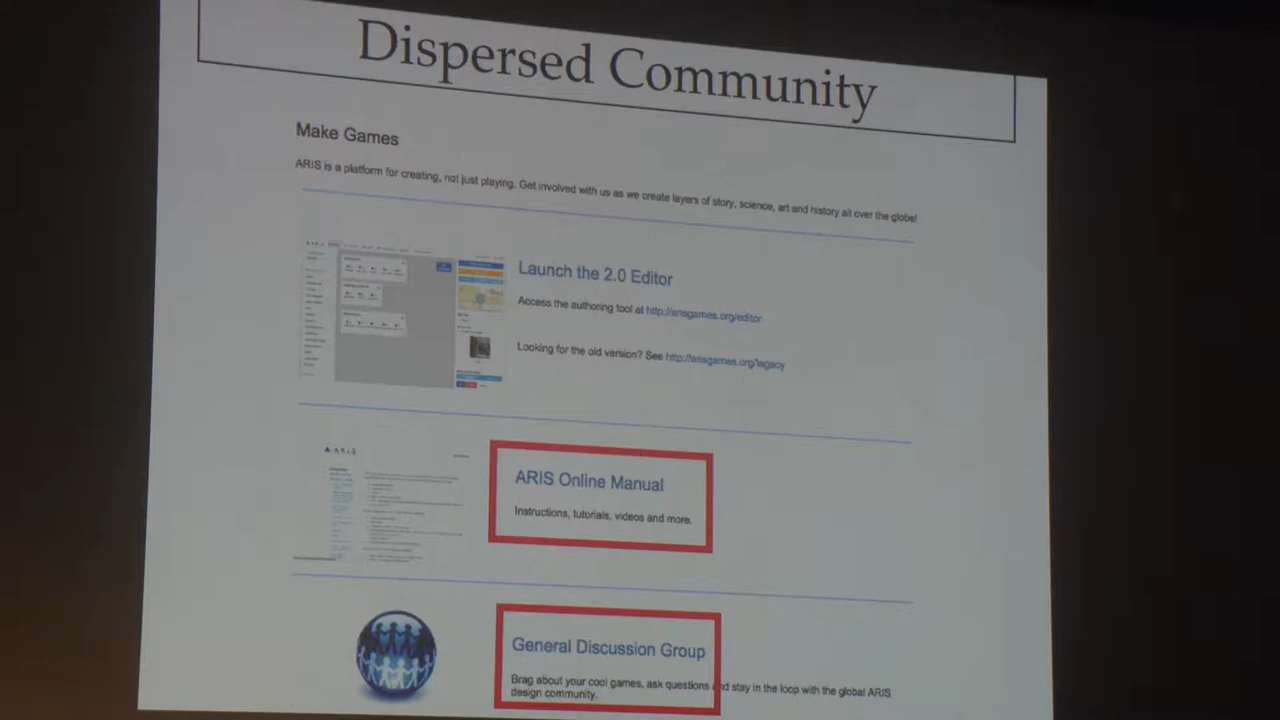 Dispersed Community
Make Games
ARIS is a platform for creating, not just playing. Get involved with us as we create layers of story, science, art and history all over the globe!
Launch the 2.0 Editor
Access the authoring tool at http://arisgames.org/editor
Looking for the old version? See http://arisgames.org/legacy
ARIS
ARIS Online Manual
Instructions, tutorials, videos and more.
General Discussion Group
Brag about your cool games, ask questions and stay in the loop with the global ARIS
design community.